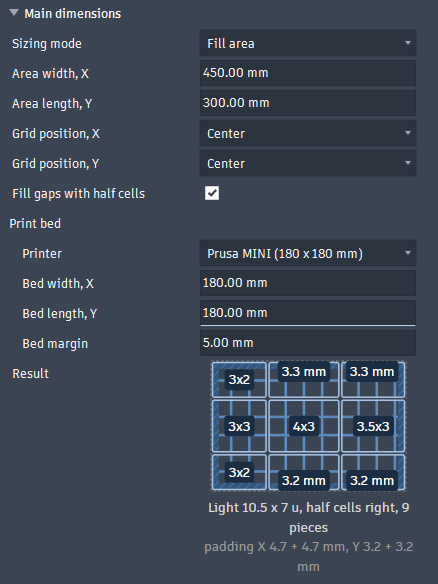 Main dimensions
Sizing mode Fill area
Area width, X 450.00 mm
Area length, Y 300.00 mm
Grid position, X Center
Grid position, Y Center
Fill gaps with half cells
Print bed
Printer Prusa MINI (180 x 180 mm)
Bed width, X 180.00 mm
Bed length, Y 180.00 mm
Bed margin 5.00 mm
Result
3x2 3.3 mm 3.3 mm
3x3 4x3 3.5x3
3x2 3.2 mm 3.2 mm
Light 10.5 x 7 u, half cells right, 9
pieces
padding X 4.7 + 4.7 mm, Y 3.2 + 3.2
mm